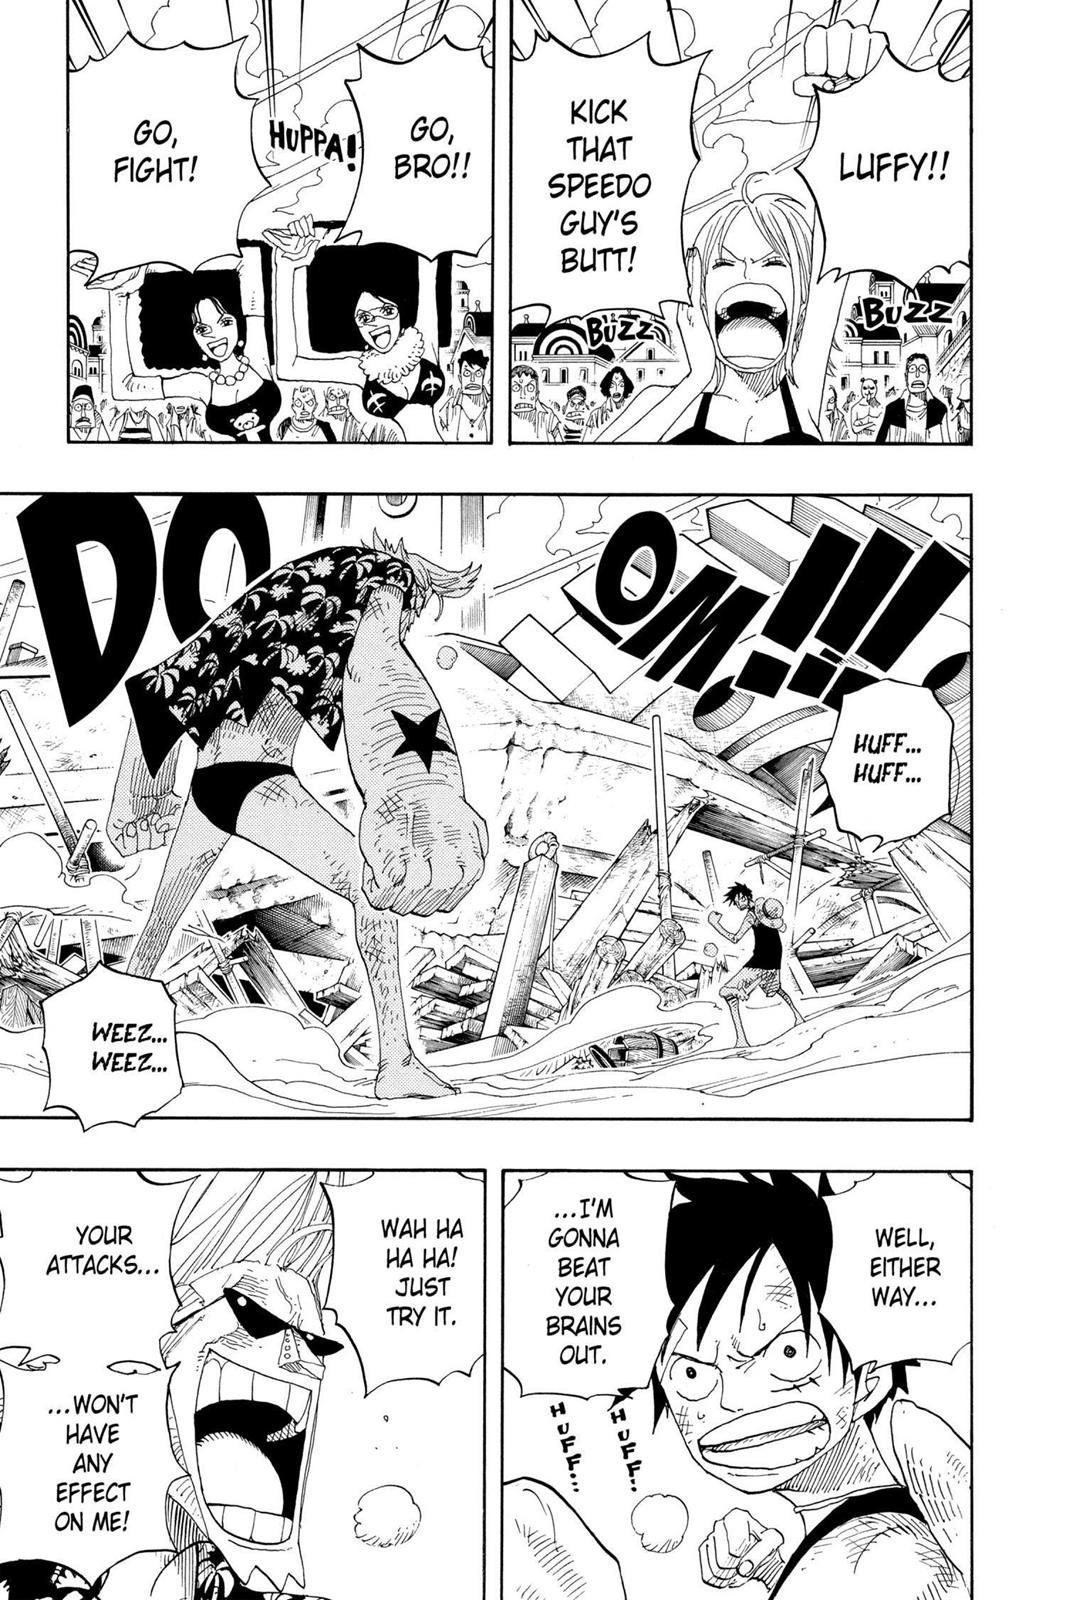 LUFFY!!
KICK
THAT
SPEEDO
GUY'S
BUTT!
BUZZ
BUZZ
GO,
BRO!!
HUPPA!
GO,
FIGHT!
DOOM!!!
HUFF...
HUFF...
WEEZ...
WEEZ...
WELL,
EITHER
WAY...
...I'M
GONNA
BEAT
YOUR
BRAINS
OUT.
HUFF...
HUFF...
WAH HA
HA HA!
JUST
TRY IT.
YOUR
ATTACKS...
...WON'T
HAVE
ANY
EFFECT
ON ME!